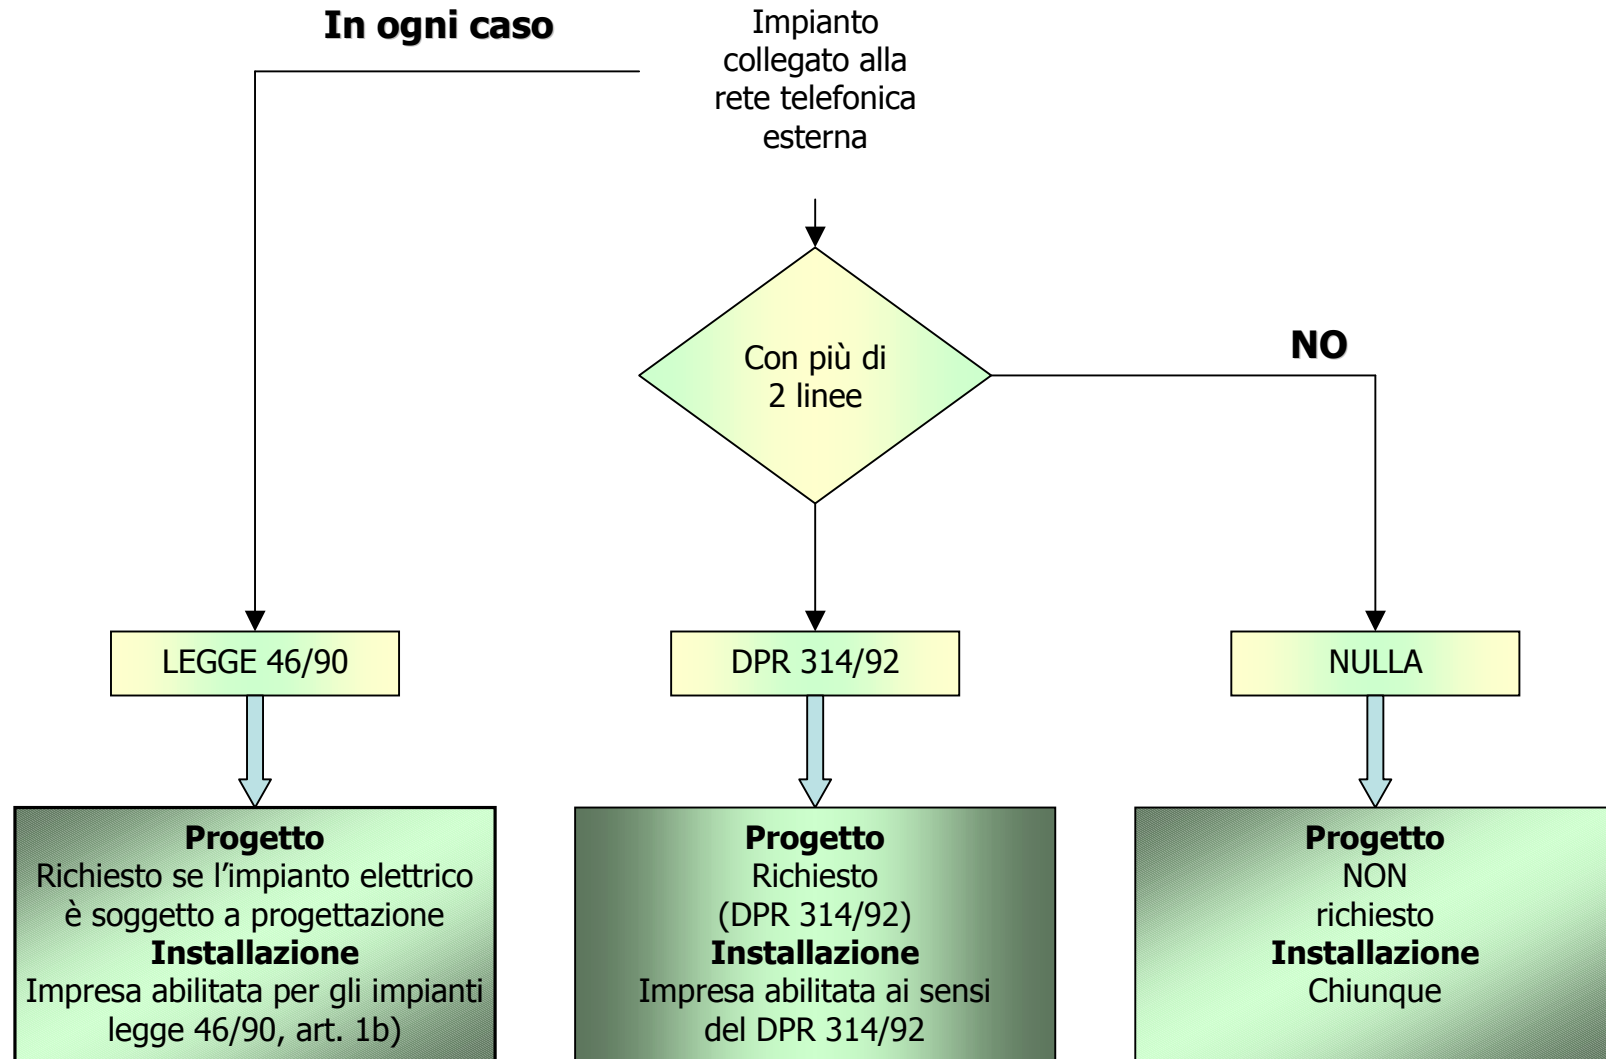 In ogni caso
Impianto
collegato alla
rete telefonica
esterna
Con più di
2 linee
NO
LEGGE 46/90
DPR 314/92
NULLA
Progetto
Richiesto se l'impianto elettrico
è soggetto a progettazione
Installazione
Impresa abilitata per gli impianti
legge 46/90, art. 1b)
Progetto
Richiesto
(DPR 314/92)
Installazione
Impresa abilitata ai sensi
del DPR 314/92
Progetto
NON
richiesto
Installazione
Chiunque